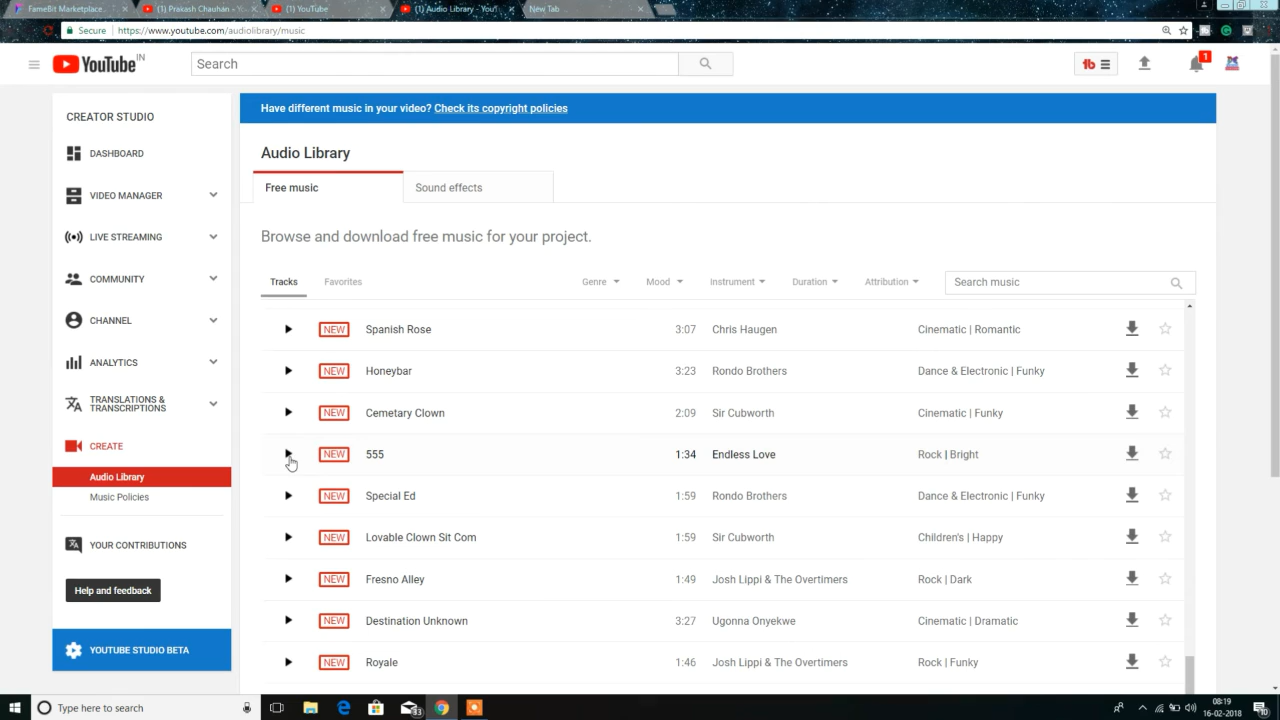 FameBit Marketplace
(1) Prakash Chauhan - Yo
(1) YouTube
(1) Audio Library - YouT
New Tab
Secure https://www.youtube.com/audiolibrary/music
YouTube IN
Search
tb
1
CREATOR STUDIO
DASHBOARD
VIDEO MANAGER
LIVE STREAMING
COMMUNITY
CHANNEL
ANALYTICS
TRANSLATIONS &
TRANSCRIPTIONS
CREATE
Audio Library
Music Policies
YOUR CONTRIBUTIONS
Help and feedback
YOUTUBE STUDIO BETA
Have different music in your video? Check its copyright policies
Audio Library
Free music Sound effects
Browse and download free music for your project.
Tracks Favorites Genre Mood Instrument Duration Attribution Search music
NEW Spanish Rose 3:07 Chris Haugen Cinematic | Romantic
NEW Honeybar 3:23 Rondo Brothers Dance & Electronic | Funky
NEW Cemetary Clown 2:09 Sir Cubworth Cinematic | Funky
NEW 555 1:34 Endless Love Rock | Bright
NEW Special Ed 1:59 Rondo Brothers Dance & Electronic | Funky
NEW Lovable Clown Sit Com 1:59 Sir Cubworth Children's | Happy
NEW Fresno Alley 1:49 Josh Lippi & The Overtimers Rock | Dark
NEW Destination Unknown 3:27 Ugonna Onyekwe Cinematic | Dramatic
NEW Royale 1:46 Josh Lippi & The Overtimers Rock | Funky
Type here to search
08:19
16-02-2018